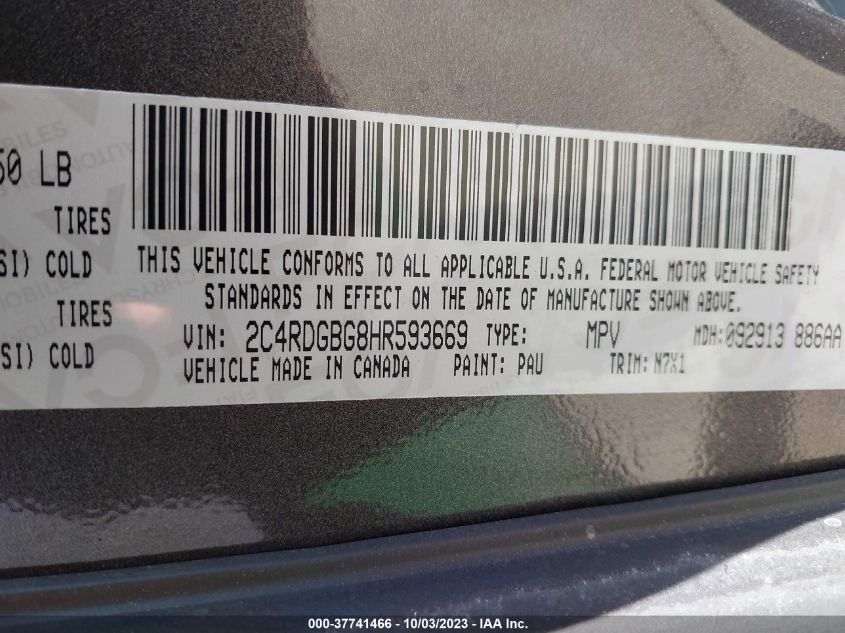 50 LB
TIRES
SI) COLD
TIRES
SI) COLD
THIS VEHICLE CONFORMS TO ALL APPLICABLE U.S.A. FEDERAL MOTOR VEHICLE SAFETY
STANDARDS IN EFFECT ON THE DATE OF MANUFACTURE SHOWN ABOVE.
VIN: 2C4RDGBG8HR593669 TYPE: MPV MDH:092913 886AA
VEHICLE MADE IN CANADA PAINT: PAU TRIM: N7X1
000-37741466 - 10/03/2023 - IAA Inc.